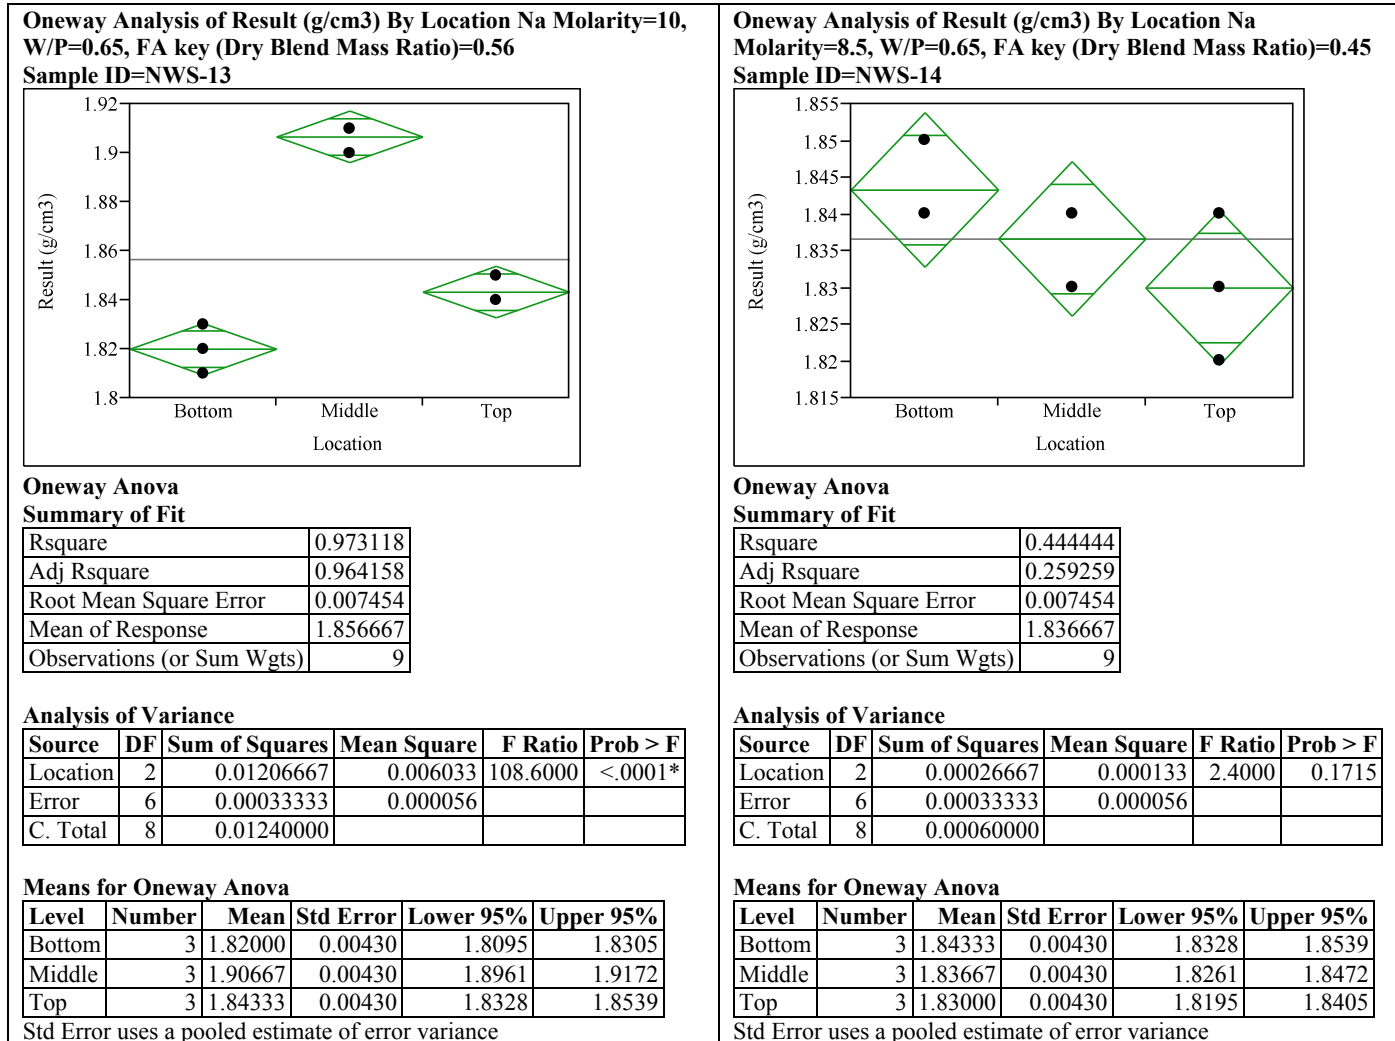 Oneway Analysis of Result (g/cm3) By Location Na Molarity=10,
W/P=0.65, FA key (Dry Blend Mass Ratio)=0.56
Sample ID=NWS-13
1.92
1.9
1.88
1.86
1.84
1.82
1.8
Result (g/cm3)
Bottom Middle Top
Location
Oneway Anova
Summary of Fit
Rsquare 0.973118
Adj Rsquare 0.964158
Root Mean Square Error 0.007454
Mean of Response 1.856667
Observations (or Sum Wgts) 9
Analysis of Variance
Source DF Sum of Squares Mean Square F Ratio Prob > F
Location 2 0.01206667 0.006033 108.6000 <.0001*
Error 6 0.00033333 0.000056
C. Total 8 0.01240000
Means for Oneway Anova
Level Number Mean Std Error Lower 95% Upper 95%
Bottom 3 1.82000 0.00430 1.8095 1.8305
Middle 3 1.90667 0.00430 1.8961 1.9172
Top 3 1.84333 0.00430 1.8328 1.8539
Std Error uses a pooled estimate of error variance
Oneway Analysis of Result (g/cm3) By Location Na
Molarity=8.5, W/P=0.65, FA key (Dry Blend Mass Ratio)=0.45
Sample ID=NWS-14
1.855
1.85
1.845
1.84
1.835
1.83
1.825
1.82
1.815
Result (g/cm3)
Bottom Middle Top
Location
Oneway Anova
Summary of Fit
Rsquare 0.444444
Adj Rsquare 0.259259
Root Mean Square Error 0.007454
Mean of Response 1.836667
Observations (or Sum Wgts) 9
Analysis of Variance
Source DF Sum of Squares Mean Square F Ratio Prob > F
Location 2 0.00026667 0.000133 2.4000 0.1715
Error 6 0.00033333 0.000056
C. Total 8 0.00060000
Means for Oneway Anova
Level Number Mean Std Error Lower 95% Upper 95%
Bottom 3 1.84333 0.00430 1.8328 1.8539
Middle 3 1.83667 0.00430 1.8261 1.8472
Top 3 1.83000 0.00430 1.8195 1.8405
Std Error uses a pooled estimate of error variance